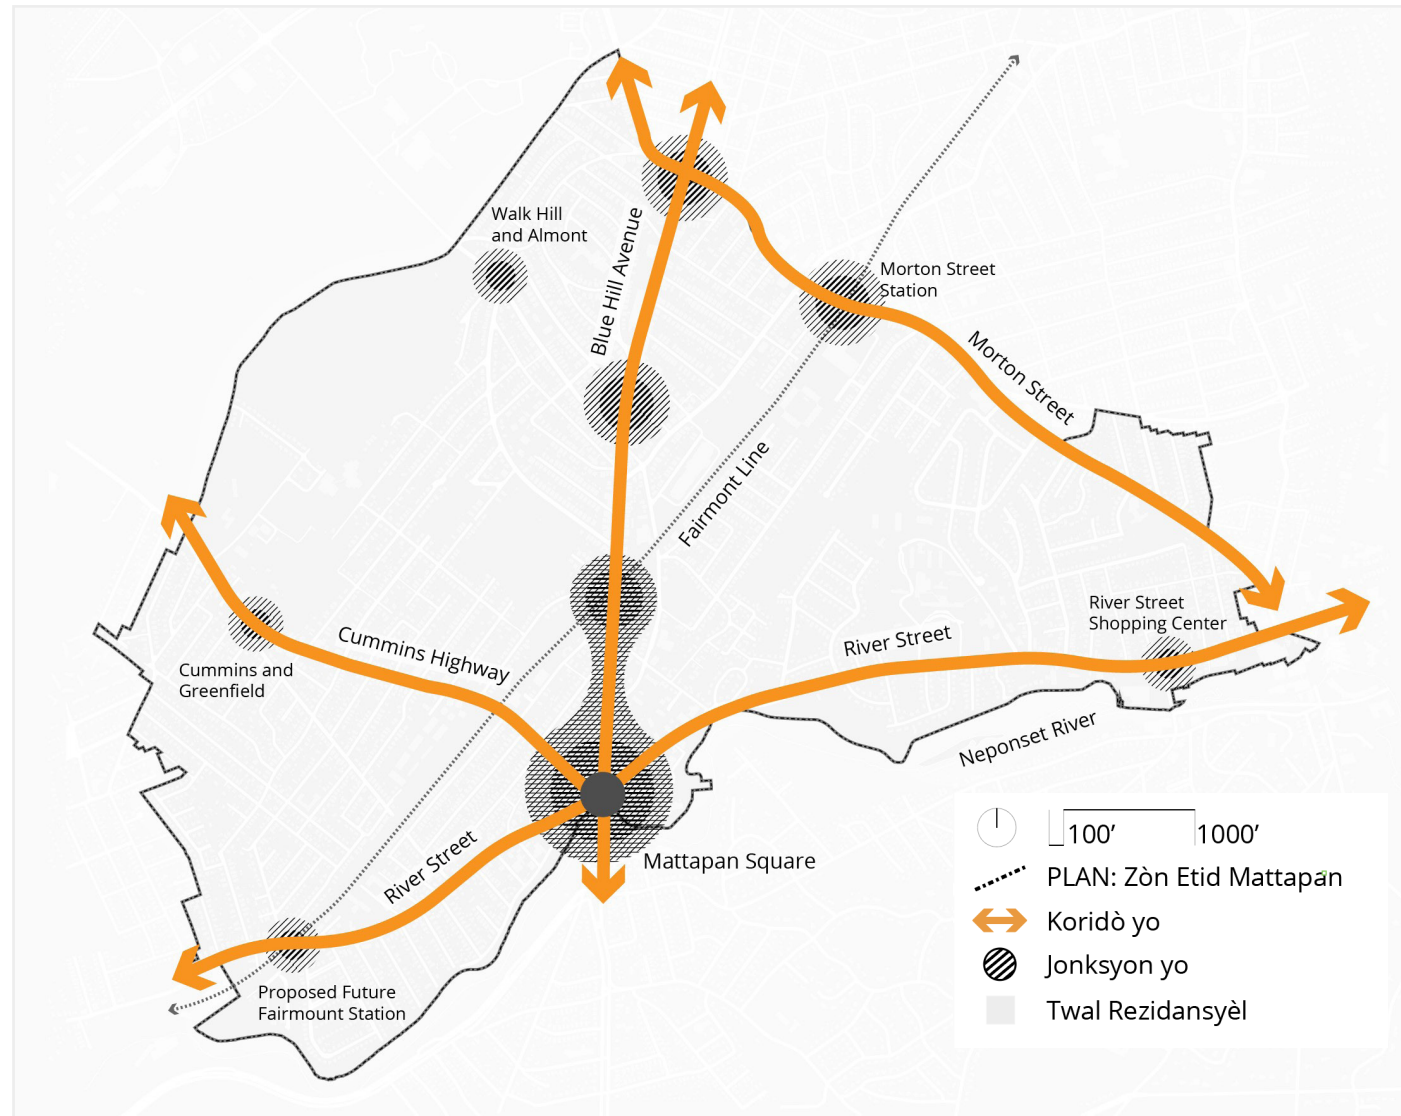 Walk Hill
and Almont
Blue Hill Avenue
Morton Street
Station
Morton Street
Fairmont Line
River Street
Shopping Center
River Street
Cummins Highway
Cummins and
Greenfield
Neponset River
Mattapan Square
River Street
Proposed Future
Fairmount Station
100’ 1000’
PLAN: Zòn Etid Mattapan
Koridò yo
Jonksyon yo
Twal Rezidansyèl